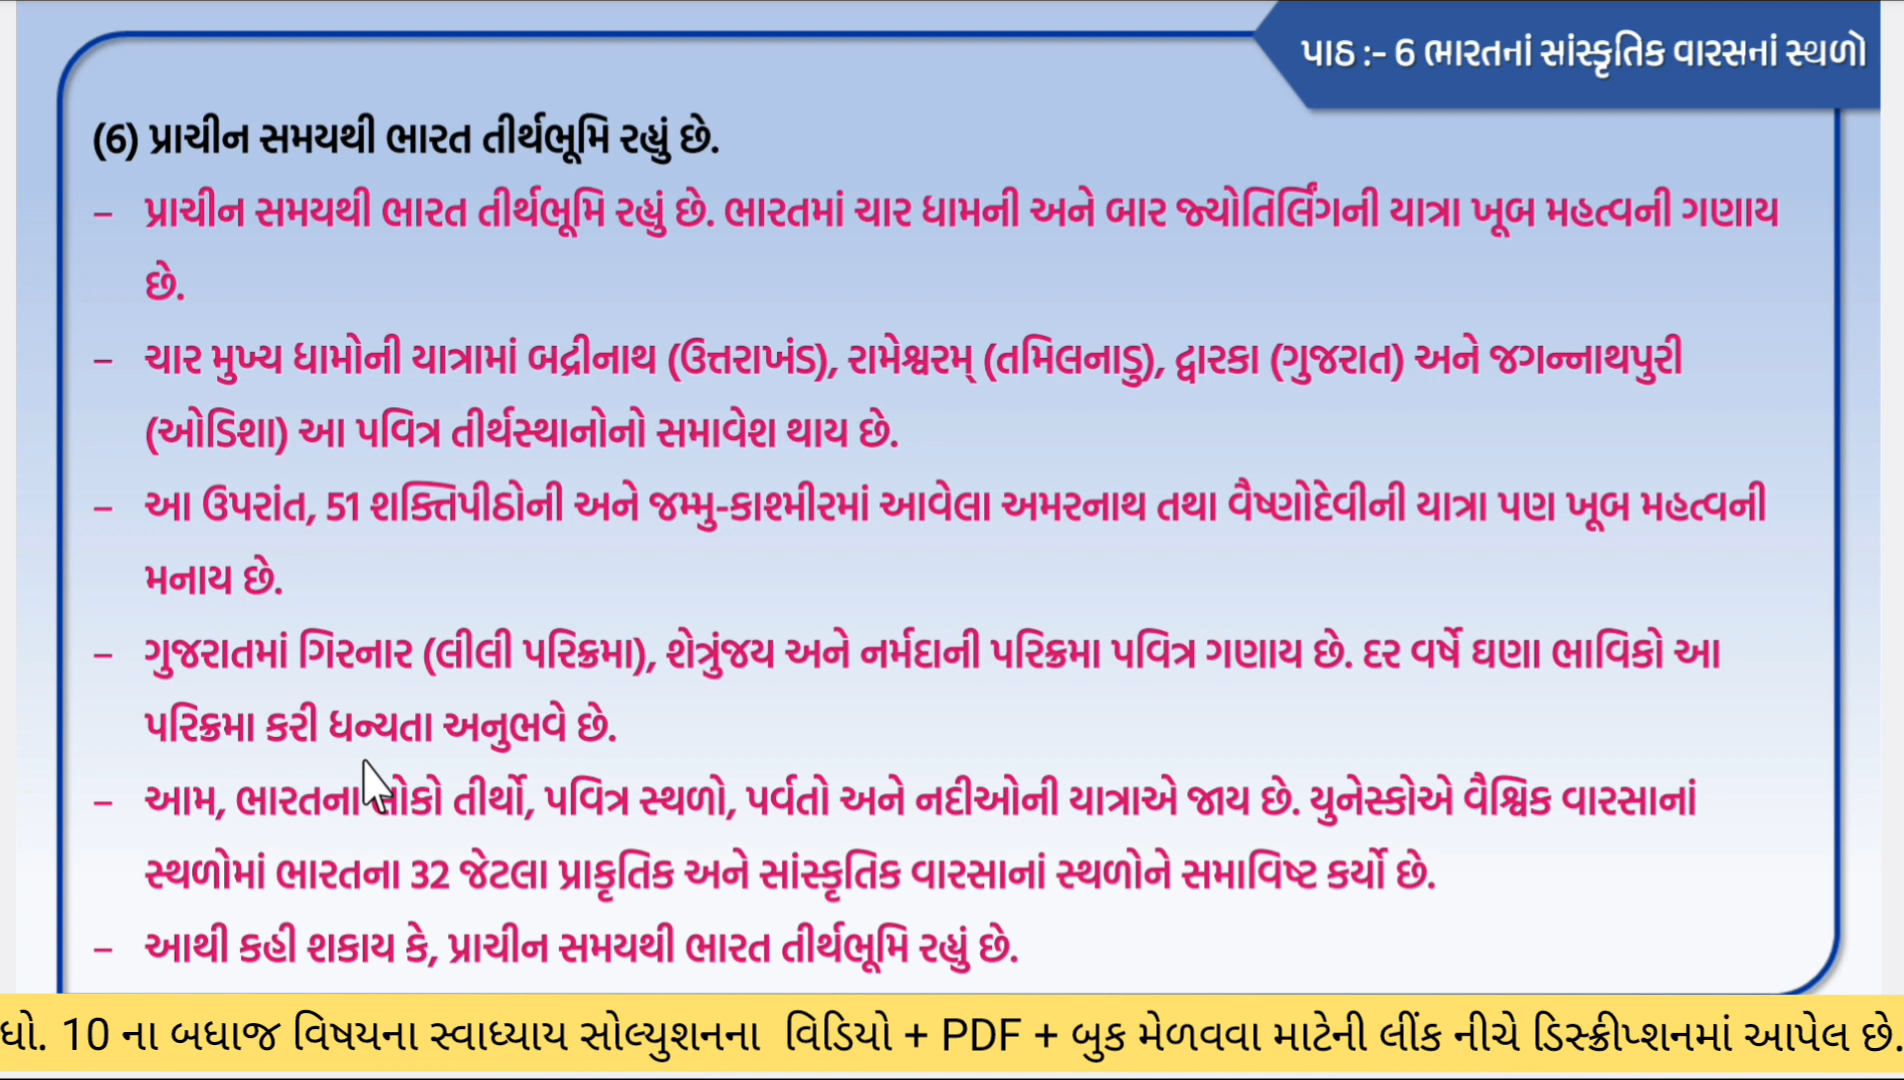 પાઠ :- 6 ભારતનાં સાંસ્કૃતિક વારસનાં સ્થળો
(6) પ્રાચીન સમયથી ભારત તીર્થભૂમિ રહ્યું છે.
– પ્રાચીન સમયથી ભારત તીર્થભૂમિ રહ્યું છે. ભારતમાં ચાર ધામની અને બાર જ્યોતિર્લિંગની યાત્રા ખૂબ મહત્વની ગણાય
છે.
– ચાર મુખ્ય ધામોની યાત્રામાં બદ્રીનાથ (ઉત્તરાખંડ), રામેશ્વરમ્ (તમિલનાડુ), દ્વારકા (ગુજરાત) અને જગન્નાથપુરી
(ઓડિશા) આ પવિત્ર તીર્થસ્થાનોનો સમાવેશ થાય છે.
– આ ઉપરાંત, 51 શક્તિપીઠોની અને જમ્મુ-કાશ્મીરમાં આવેલા અમરનાથ તથા વૈષ્ણોદેવીની યાત્રા પણ ખૂબ મહત્વની
મનાય છે.
– ગુજરાતમાં ગિરનાર (લીલી પરિક્રમા), શેત્રુંજય અને નર્મદાની પરિક્રમા પવિત્ર ગણાય છે. દર વર્ષે ઘણા ભાવિકો આ
પરિક્રમા કરી ધન્યતા અનુભવે છે.
– આમ, ભારતના લોકો તીર્થો, પવિત્ર સ્થળો, પર્વતો અને નદીઓની યાત્રાએ જાય છે. યુનેસ્કોએ વૈશ્વિક વારસાનાં
સ્થળોમાં ભારતના 32 જેટલા પ્રાકૃતિક અને સાંસ્કૃતિક વારસાનાં સ્થળોને સમાવિષ્ટ કર્યો છે.
– આથી કહી શકાય કે, પ્રાચીન સમયથી ભારત તીર્થભૂમિ રહ્યું છે.
ધો. 10 ના બધાજ વિષયના સ્વાધ્યાય સોલ્યુશનના વિડિયો + PDF + બુક મેળવવા માટેની લીંક નીચે ડિસ્ક્રીપ્શનમાં આપેલ છે.